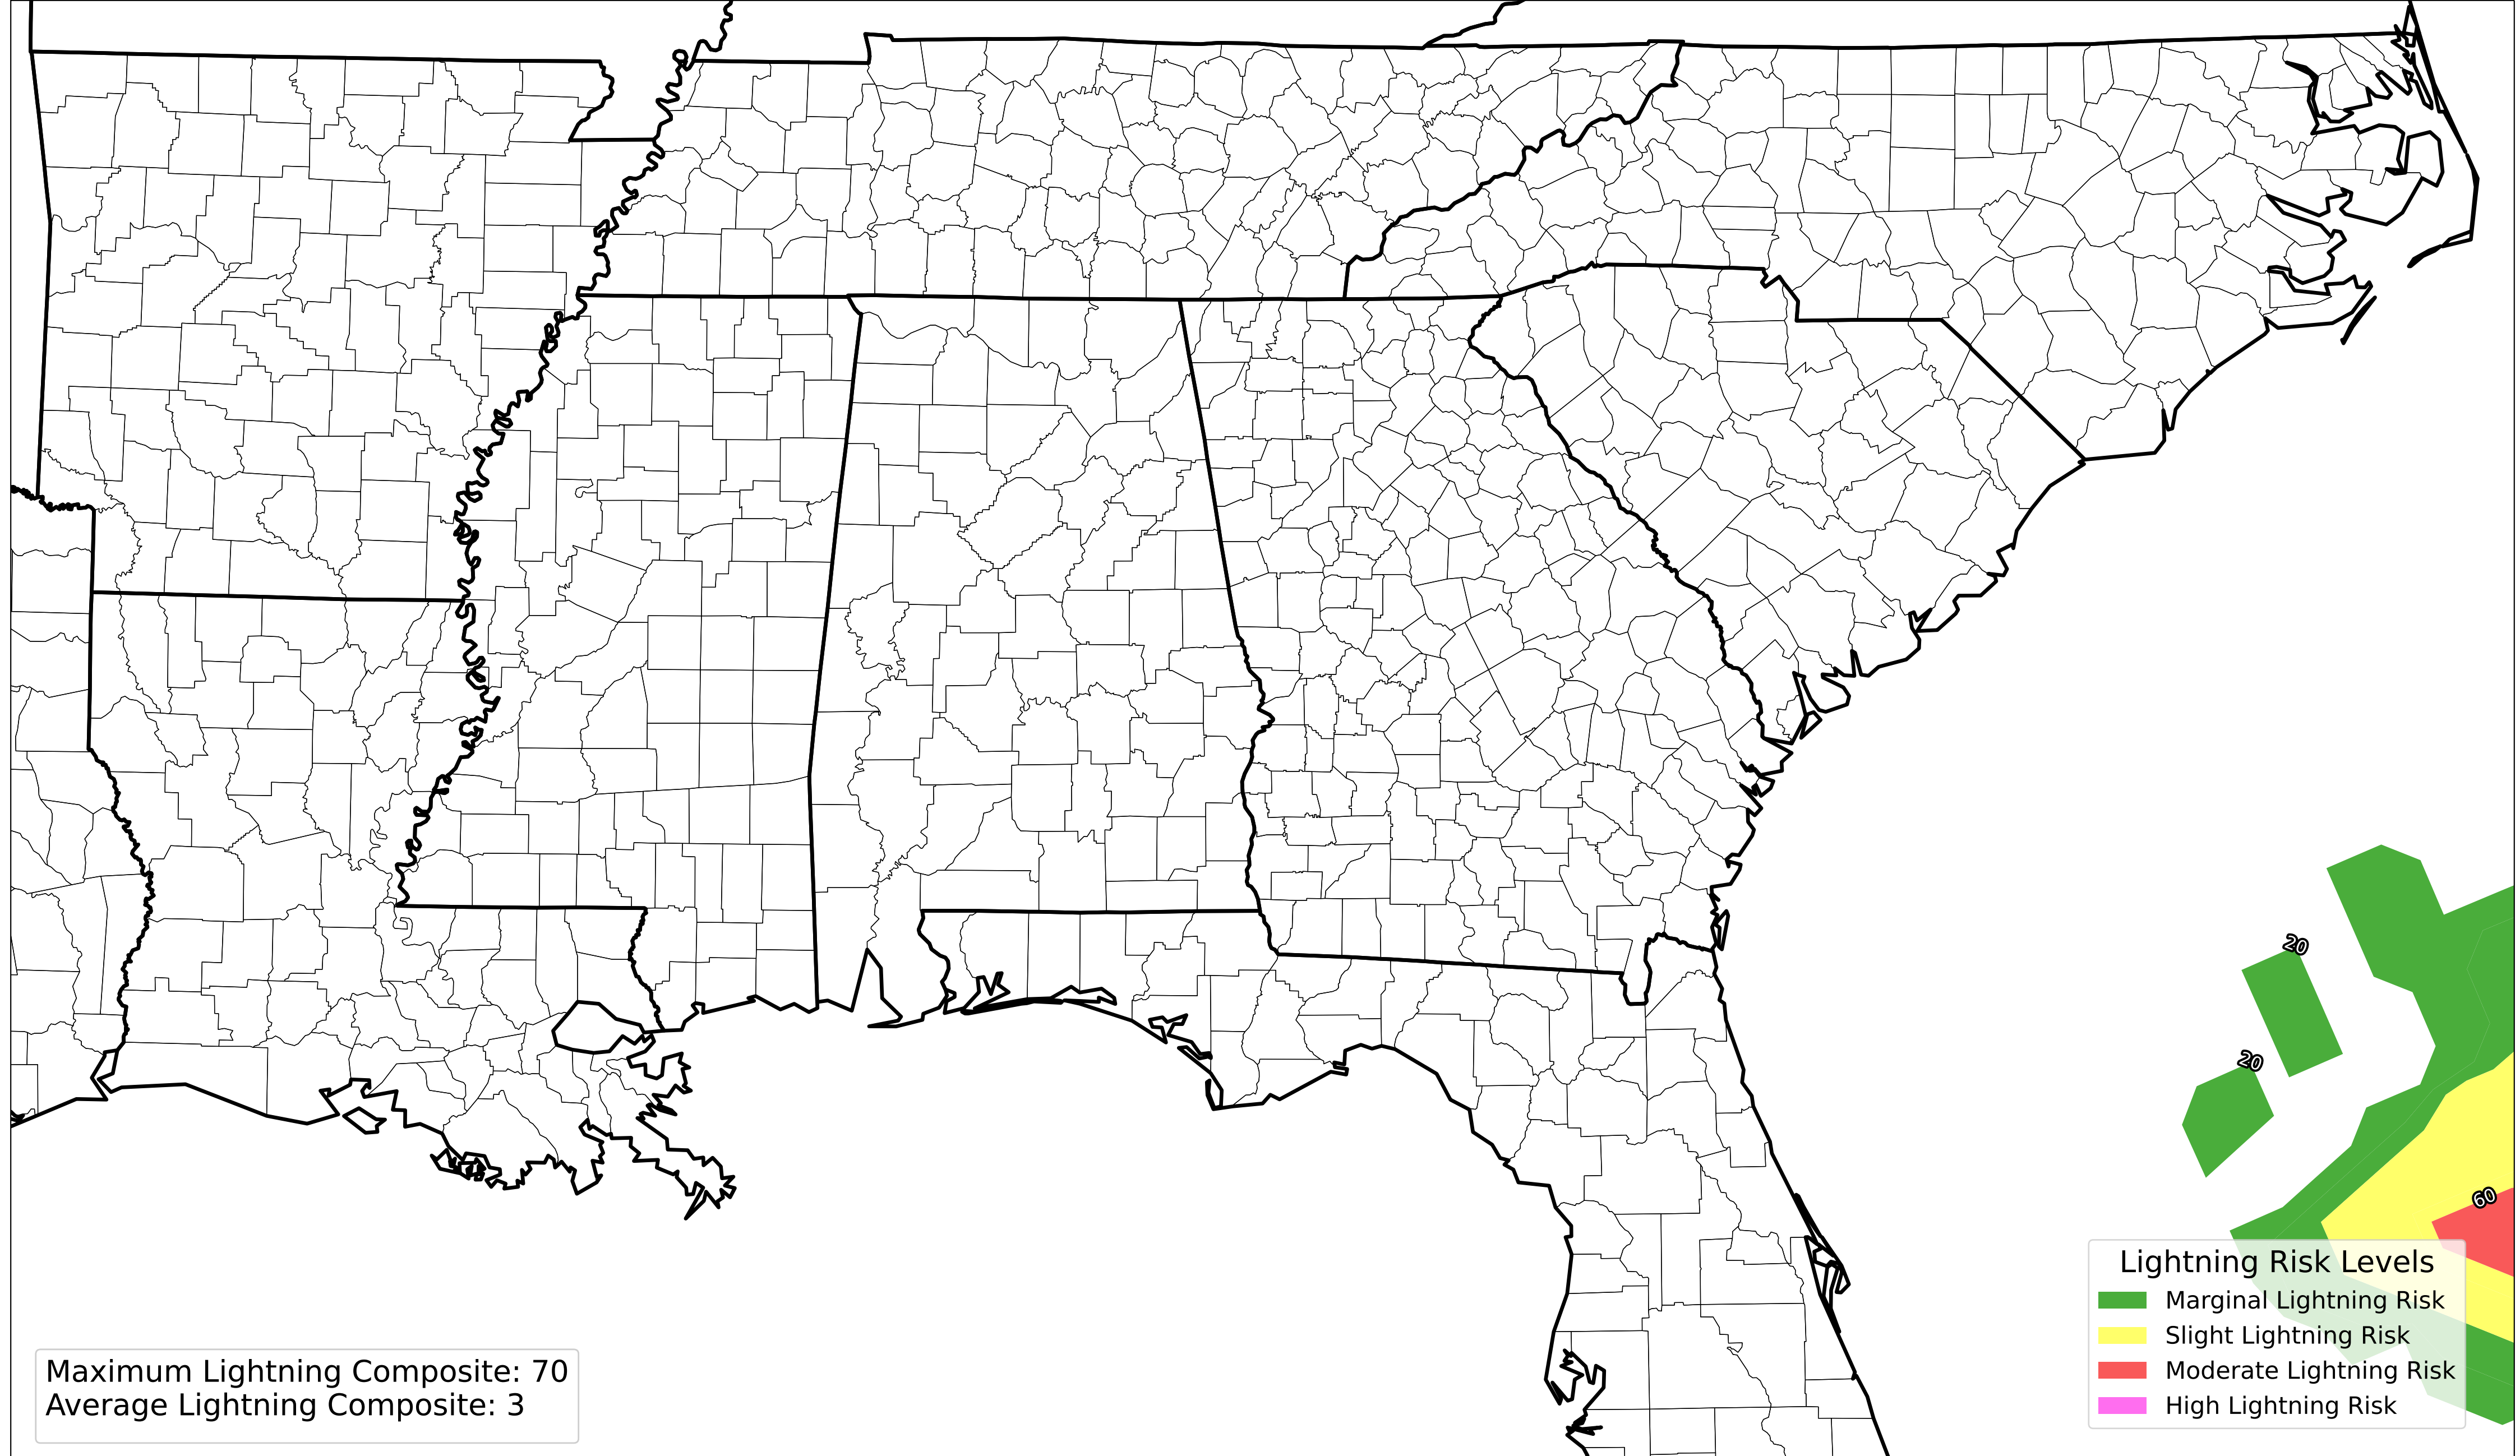 20
20
60
Lightning Risk Levels
Marginal Lightning Risk
Slight Lightning Risk
Moderate Lightning Risk
High Lightning Risk
Maximum Lightning Composite: 70
Average Lightning Composite: 3